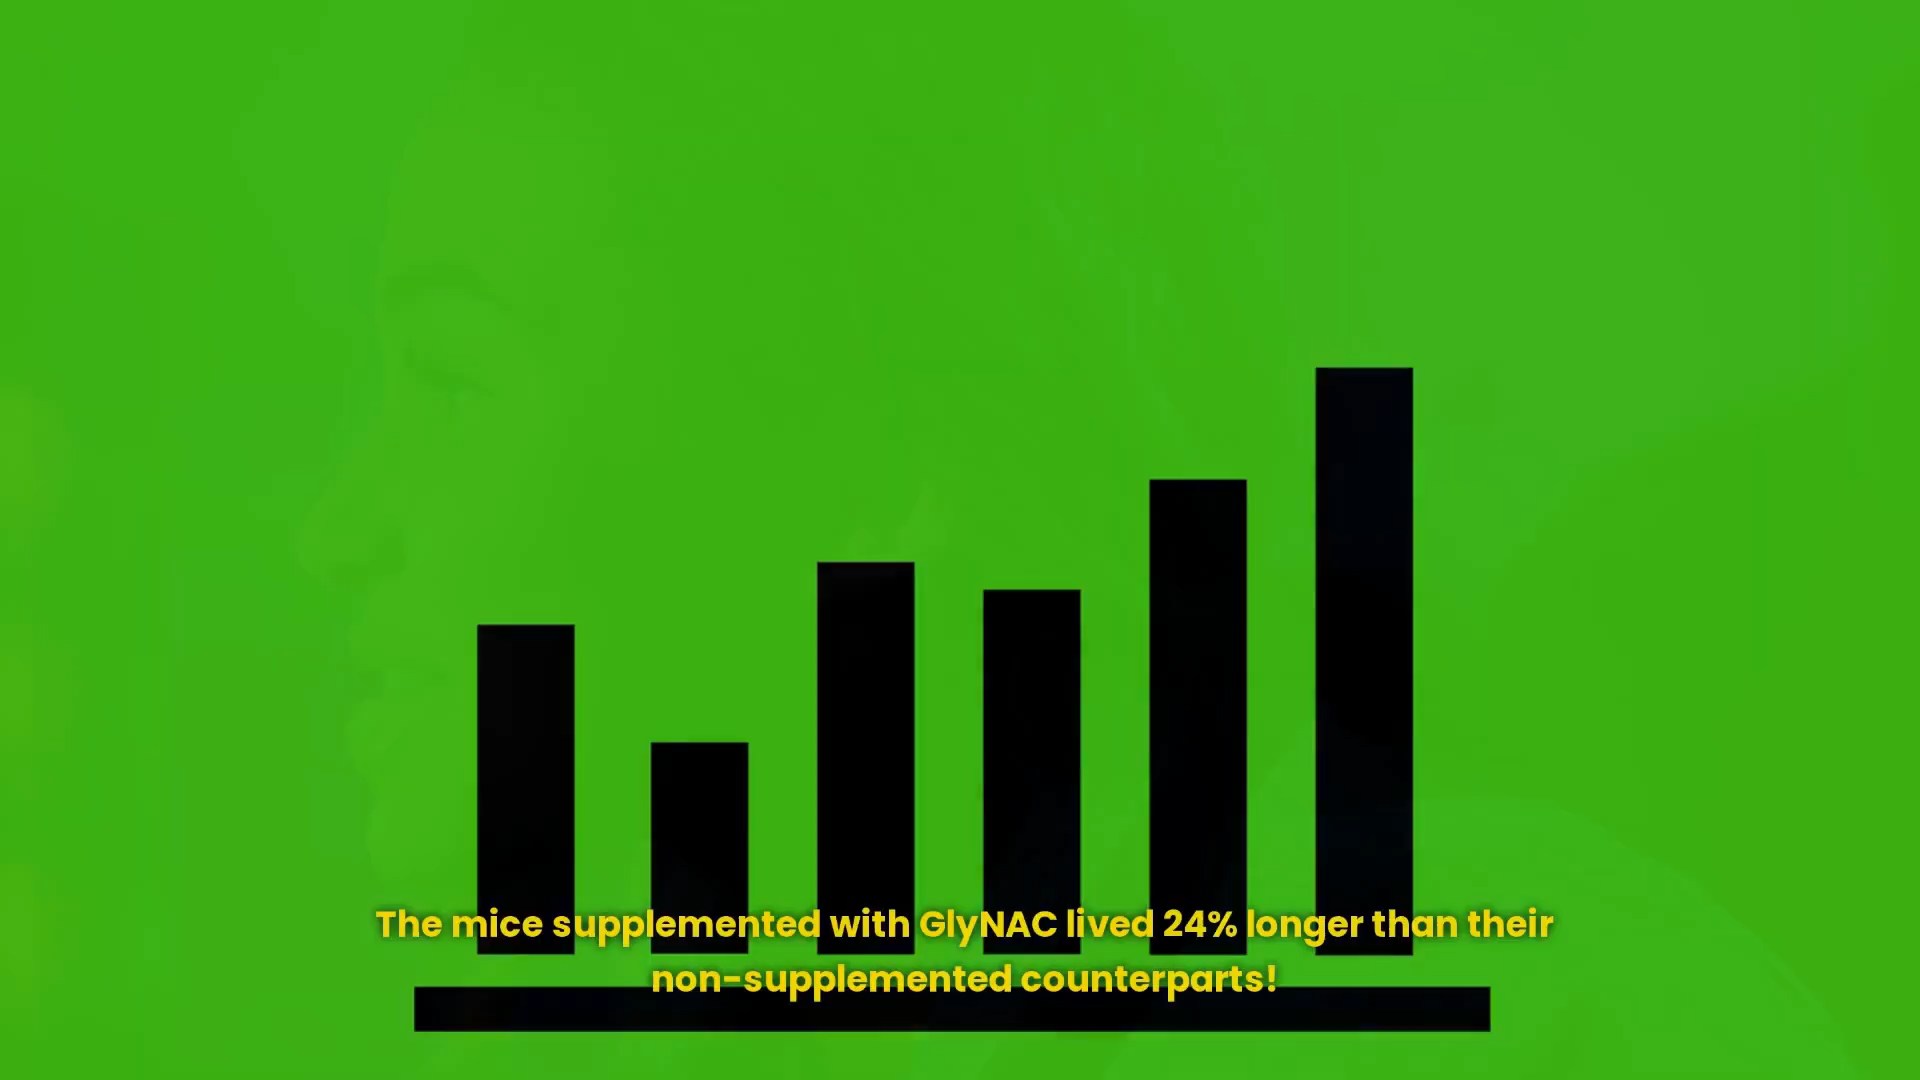 The mice supplemented with GlyNAC lived 24% longer than their
non-supplemented counterparts!